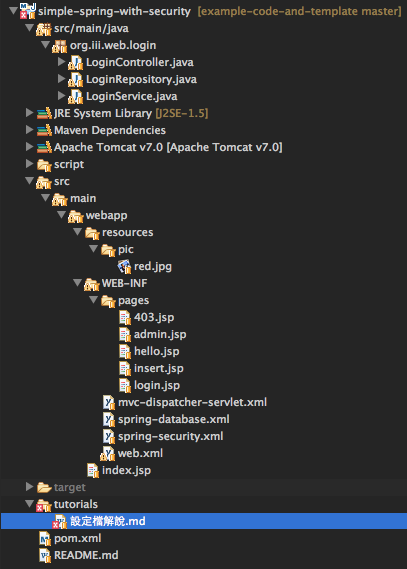 simple-spring-with-security [example-code-and-template master]
src/main/java
org.iii.web.login
LoginController.java
LoginRepository.java
LoginService.java
JRE System Library [J2SE-1.5]
Maven Dependencies
Apache Tomcat v7.0 [Apache Tomcat v7.0]
script
src
main
webapp
resources
pic
red.jpg
WEB-INF
pages
403.jsp
admin.jsp
hello.jsp
insert.jsp
login.jsp
mvc-dispatcher-servlet.xml
spring-database.xml
spring-security.xml
web.xml
index.jsp
target
tutorials
設定檔解說.md
pom.xml
README.md